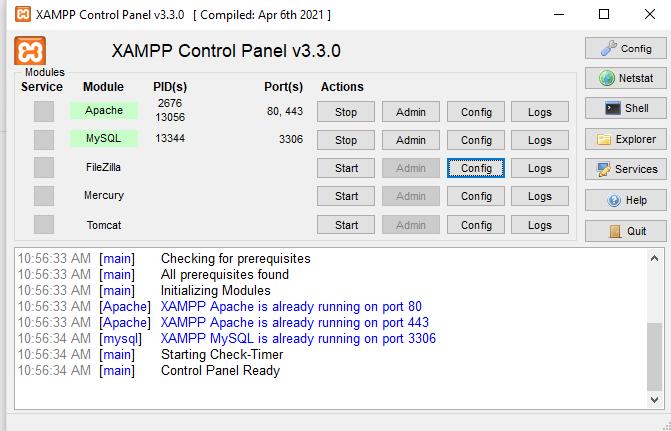 XAMPP Control Panel v3.3.0 [ Compiled: Apr 6th 2021 ]
XAMPP Control Panel v3.3.0
Config
Modules
Service Module PID(s) Port(s) Actions
Netstat
Apache 2676 13056 80, 443 Stop Admin Config Logs
Shell
MySQL 13344 3306 Stop Admin Config Logs
Explorer
FileZilla Start Admin Config Logs
Services
Mercury Start Admin Config Logs
Help
Tomcat Start Admin Config Logs
Quit
10:56:33 AM [main] Checking for prerequisites
10:56:33 AM [main] All prerequisites found
10:56:33 AM [main] Initializing Modules
10:56:33 AM [Apache] XAMPP Apache is already running on port 80
10:56:33 AM [Apache] XAMPP Apache is already running on port 443
10:56:34 AM [mysql] XAMPP MySQL is already running on port 3306
10:56:34 AM [main] Starting Check-Timer
10:56:34 AM [main] Control Panel Ready